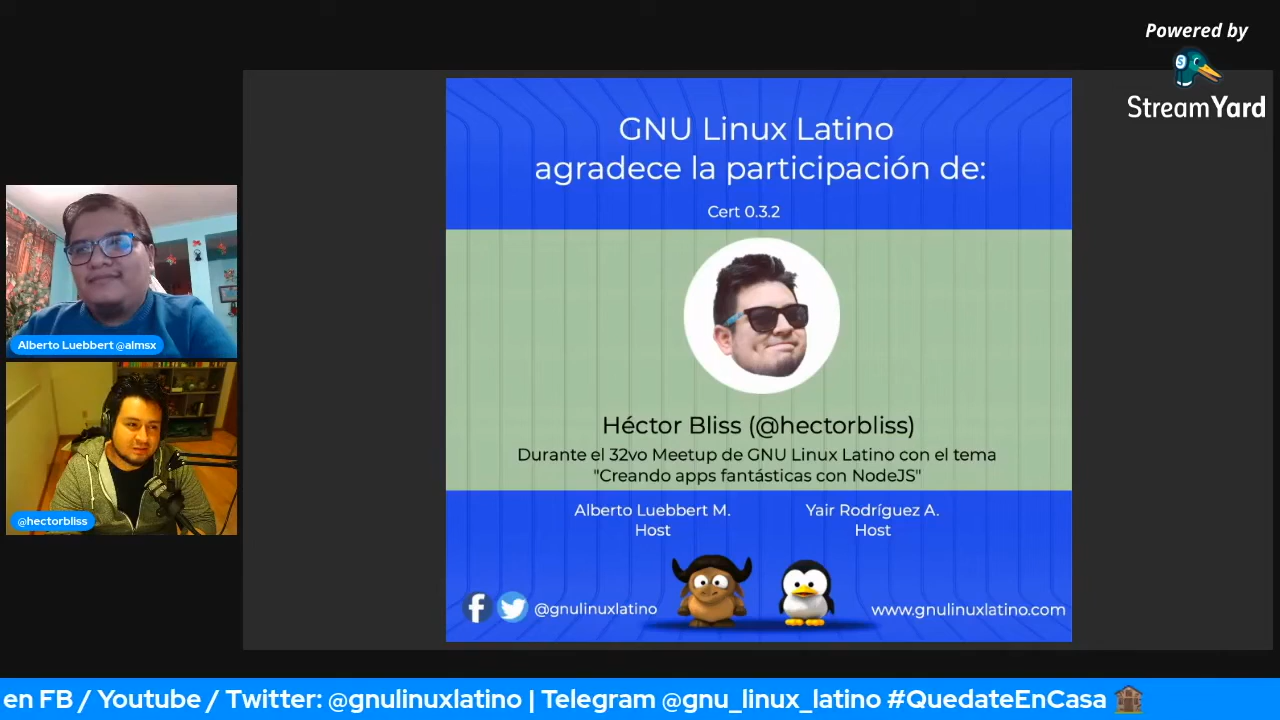 Powered by
StreamYard
GNU Linux Latino
agradece la participación de:
Cert 0.3.2
Héctor Bliss (@hectorbliss)
Durante el 32vo Meetup de GNU Linux Latino con el tema
"Creando apps fantásticas con NodeJS"
Alberto Luebbert M.
Host
Yair Rodríguez A.
Host
@gnulinuxlatino
www.gnulinuxlatino.com
Alberto Luebbert @almsx
@hectorbliss
en FB / Youtube / Twitter: @gnulinuxlatino | Telegram @gnu_linux_latino #QuedateEnCasa